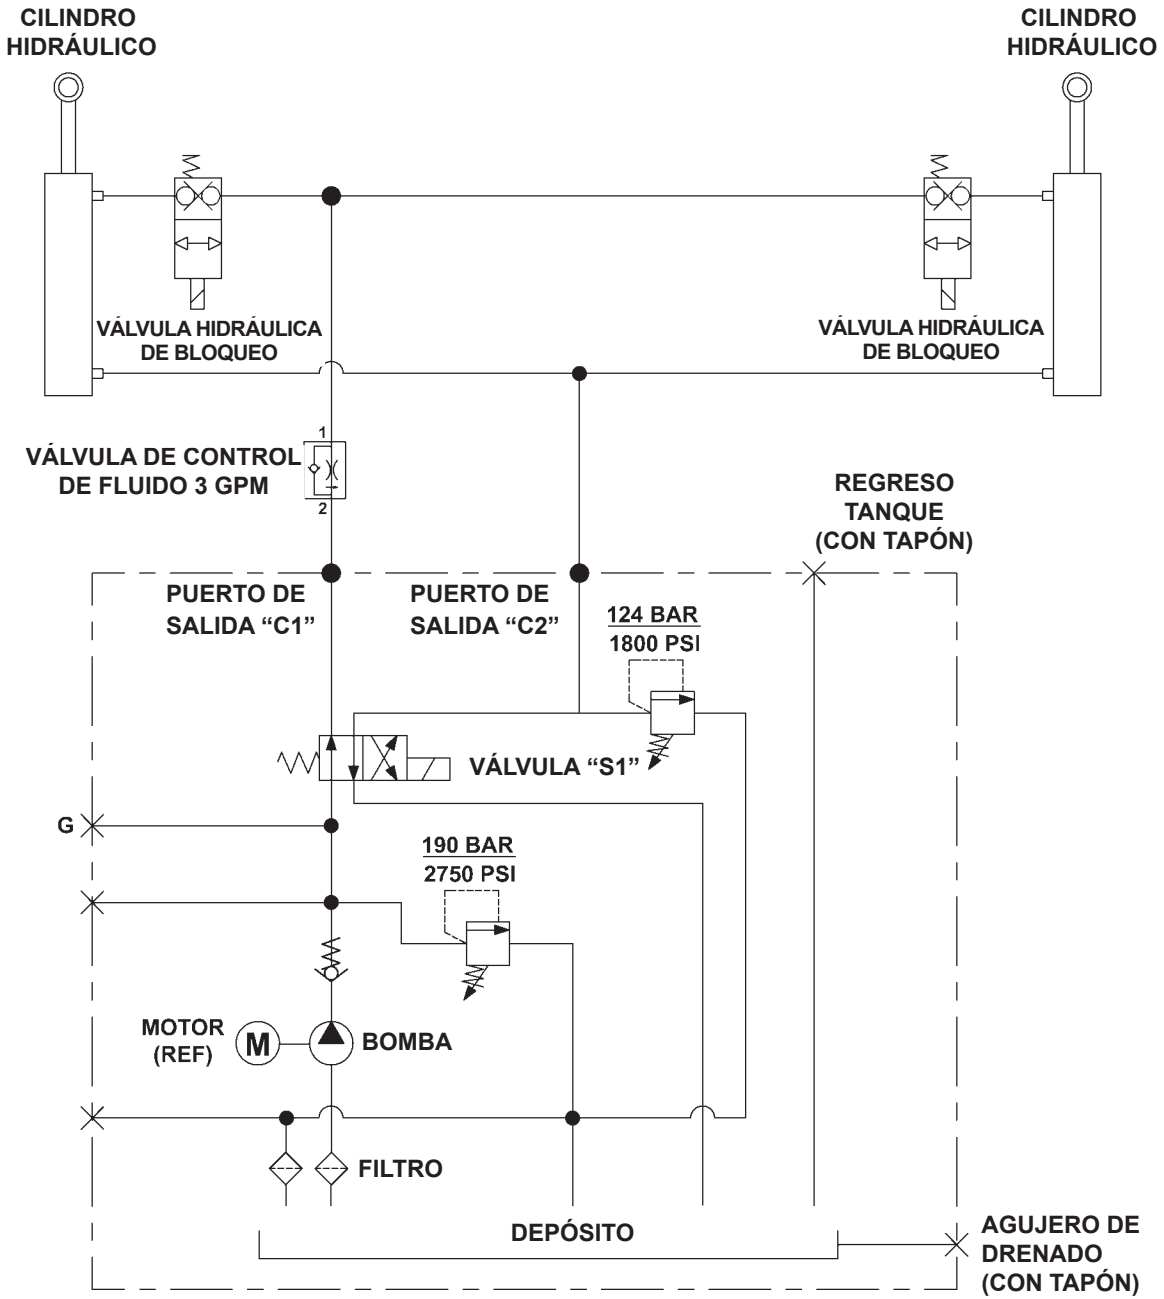 CILINDRO
HIDRÁULICO
CILINDRO
HIDRÁULICO
VÁLVULA HIDRÁULICA
DE BLOQUEO
VÁLVULA HIDRÁULICA
DE BLOQUEO
1
VÁLVULA DE CONTROL
DE FLUIDO 3 GPM
2
REGRESO
TANQUE
(CON TAPÓN)
PUERTO DE
SALIDA “C1”
PUERTO DE
SALIDA “C2”
124 BAR
1800 PSI
VÁLVULA “S1”
G
190 BAR
2750 PSI
MOTOR
(REF)
M
BOMBA
FILTRO
DEPÓSITO
AGUJERO DE
DRENADO
(CON TAPÓN)